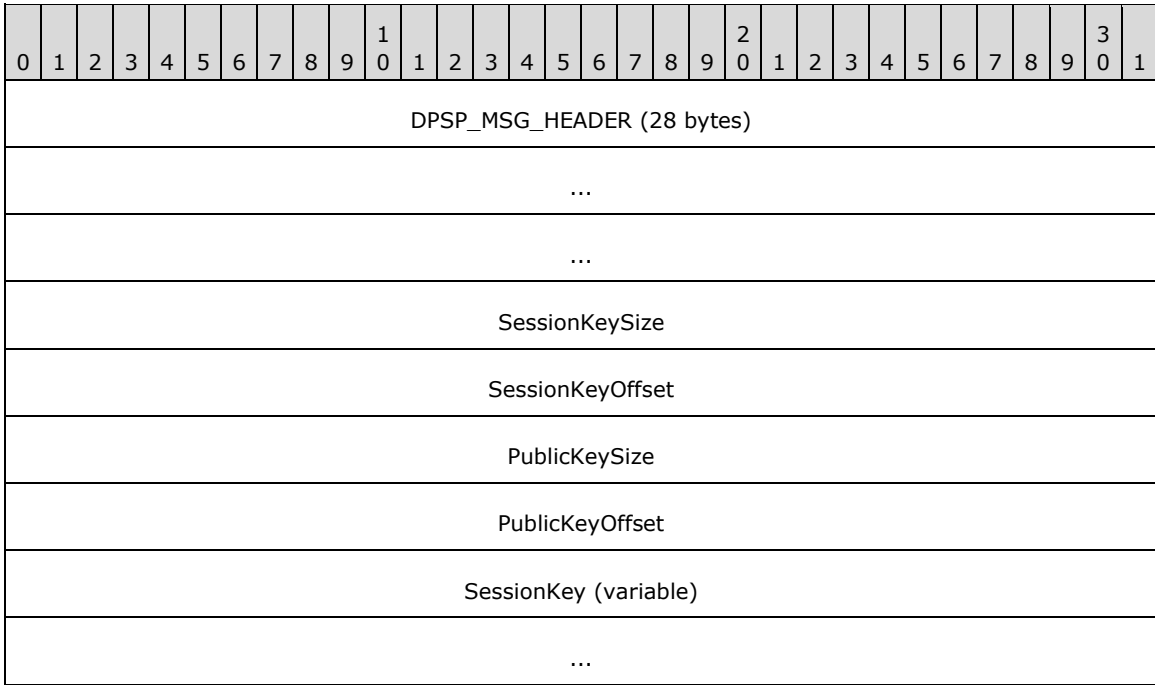 1 2 3
0 1 2 3 4 5 6 7 8 9 0 1 2 3 4 5 6 7 8 9 0 1 2 3 4 5 6 7 8 9 0 1
DPSP_MSG_HEADER (28 bytes)
...
...
SessionKeySize
SessionKeyOffset
PublicKeySize
PublicKeyOffset
SessionKey (variable)
...